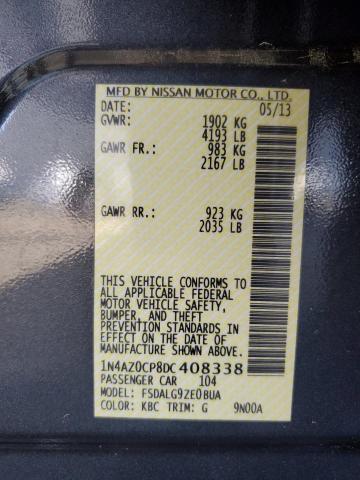 MFD BY NISSAN MOTOR CO., LTD.
DATE: 05/13
GVWR: 1902 KG
4193 LB
GAWR FR.: 983 KG
2167 LB
GAWR RR.: 923 KG
2035 LB
THIS VEHICLE CONFORMS TO
ALL APPLICABLE FEDERAL
MOTOR VEHICLE SAFETY,
BUMPER, AND THEFT
PREVENTION STANDARDS
IN EFFECT ON THE DATE OF
MANUFACTURE SHOWN ABOVE.
1N4AZ0CP8DC408338
PASSENGER CAR 104
MODEL: FSDALG9ZE0BUA
COLOR: KBC TRIM: G 9N00A